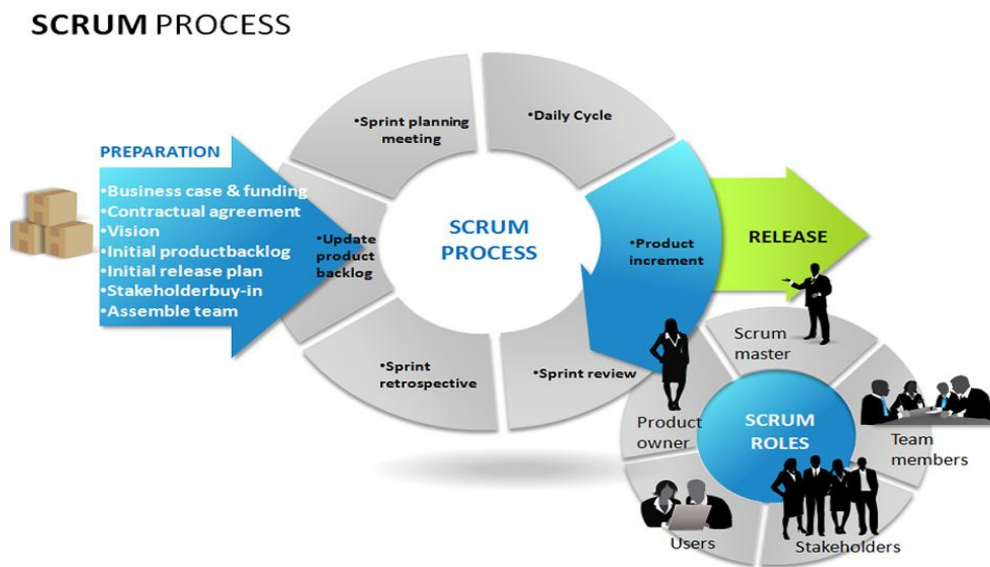 SCRUM PROCESS
PREPARATION
•Business case & funding
•Contractual agreement
•Vision
•Initial productbacklog
•Initial release plan
•Stakeholderbuy-in
•Assemble team
•Sprint planning
meeting
•Daily Cycle
•Update
product
backlog
SCRUM
PROCESS
•Product
increment
RELEASE
•Sprint
retrospective
•Sprint review
Scrum
master
Product
owner
SCRUM
ROLES
Team
members
Users
Stakeholders